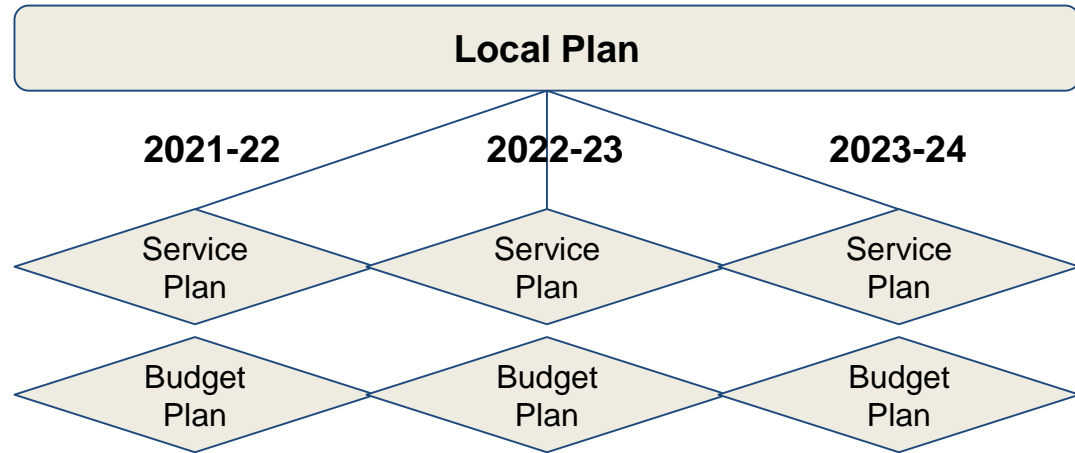 Local Plan
2021-22
2022-23
2023-24
Service
Plan
Service
Plan
Service
Plan
Budget
Plan
Budget
Plan
Budget
Plan